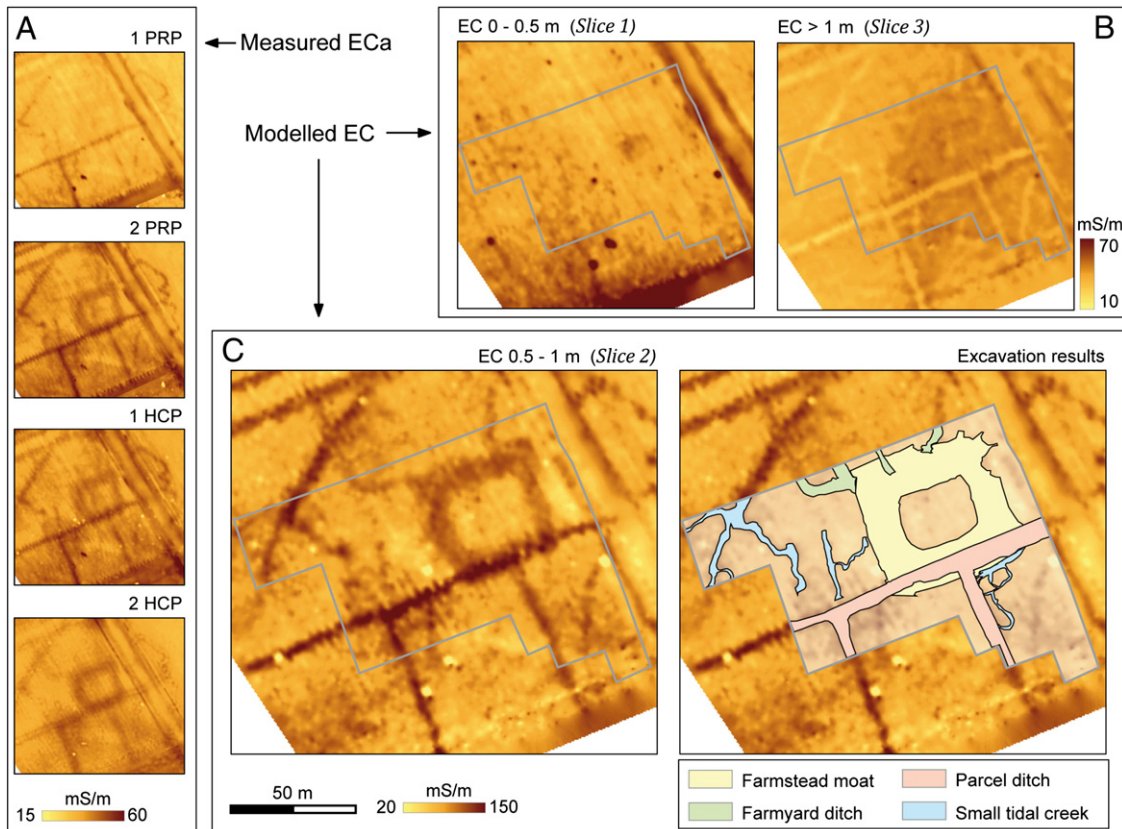 A
1 PRP
2 PRP
1 HCP
2 HCP
mS/m
15 60
Measured ECa
Modelled EC
EC 0 - 0.5 m (Slice 1)
EC > 1 m (Slice 3)
B
mS/m
70
10
C
EC 0.5 - 1 m (Slice 2)
Excavation results
50 m
mS/m
20 150
Farmstead moat
Parcel ditch
Farmyard ditch
Small tidal creek